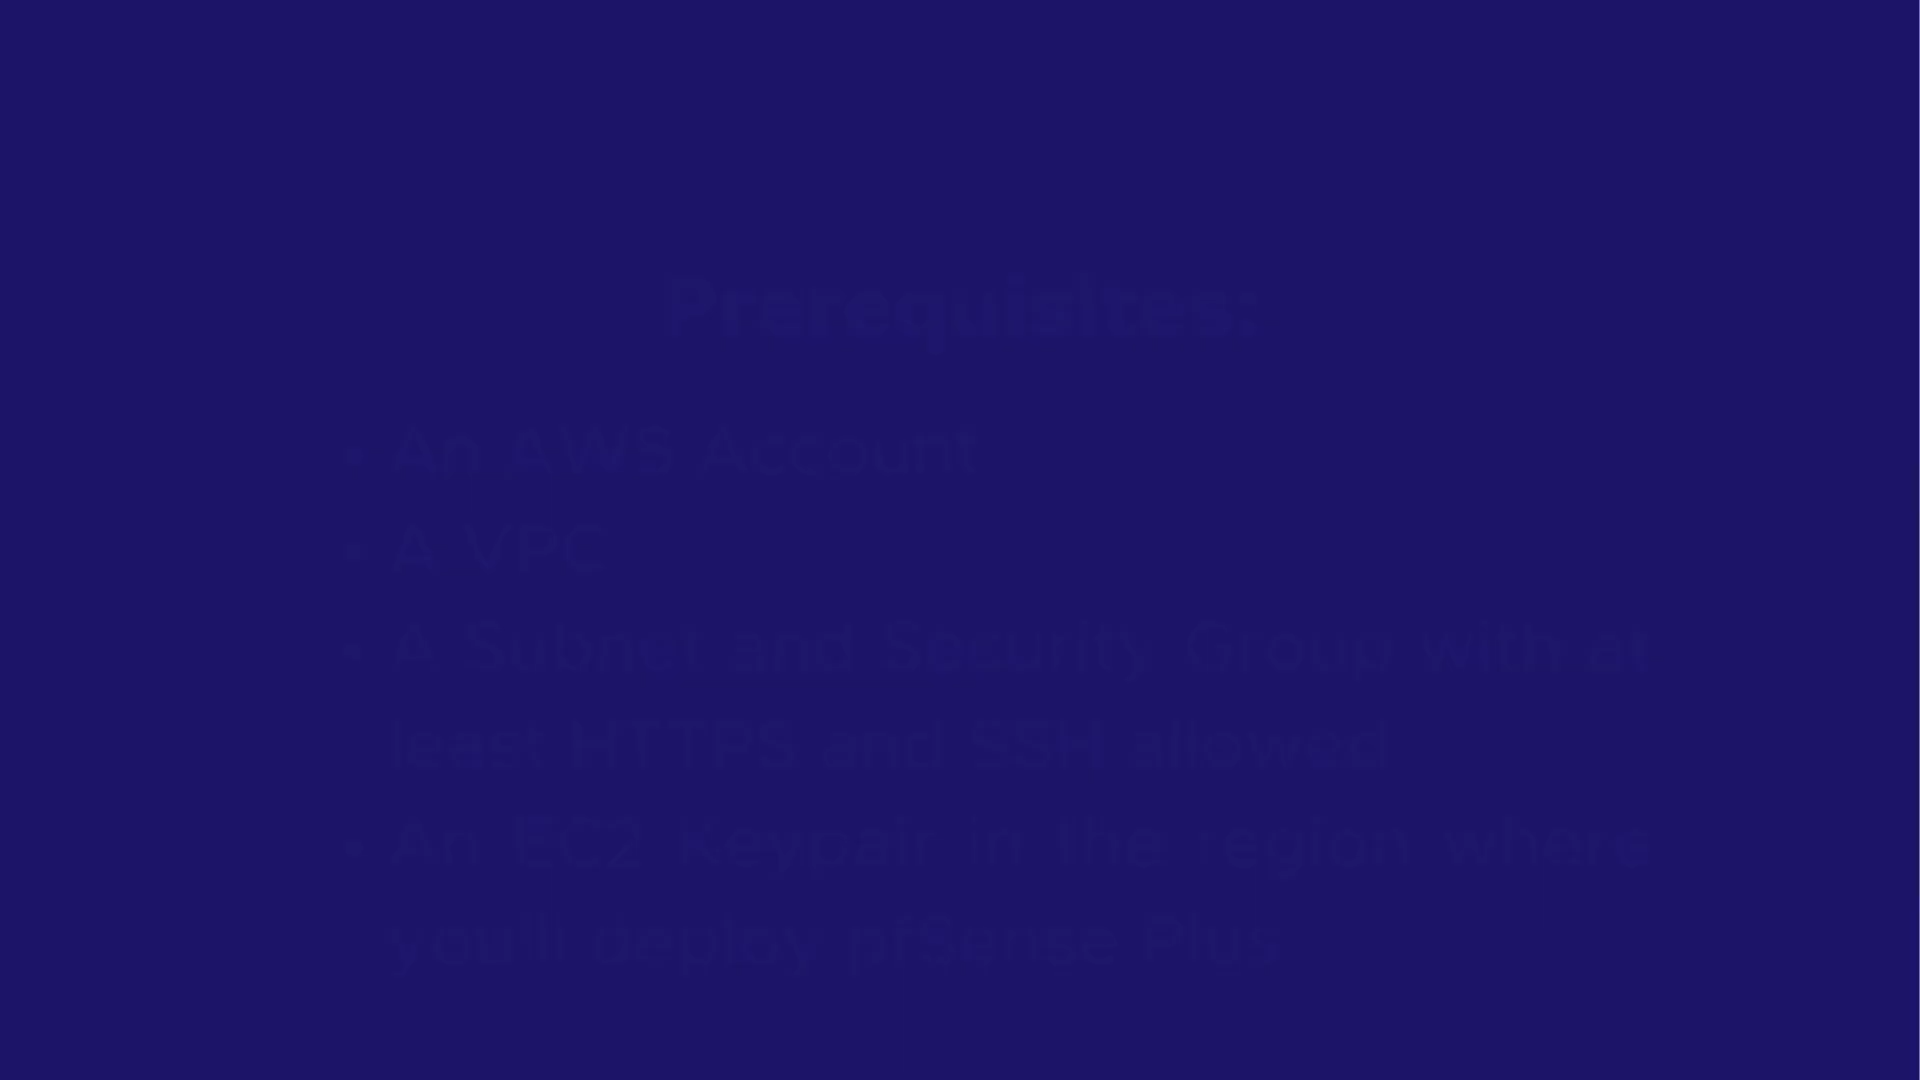 Prerequisites:
• An AWS Account
• A VPC
• A Subnet and Security Group with at
least HTTPS and SSH allowed
• An EC2 Keypair in the region where
you'll deploy pfSense Plus